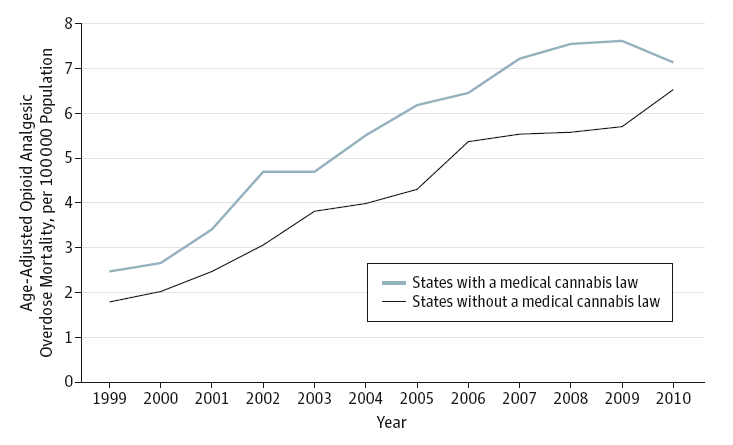 Age-Adjusted Opioid Analgesic
Overdose Mortality, per 100 000 Population
8
7
6
5
4
3
2
1
0
States with a medical cannabis law
States without a medical cannabis law
1999 2000 2001 2002 2003 2004 2005 2006 2007 2008 2009 2010
Year